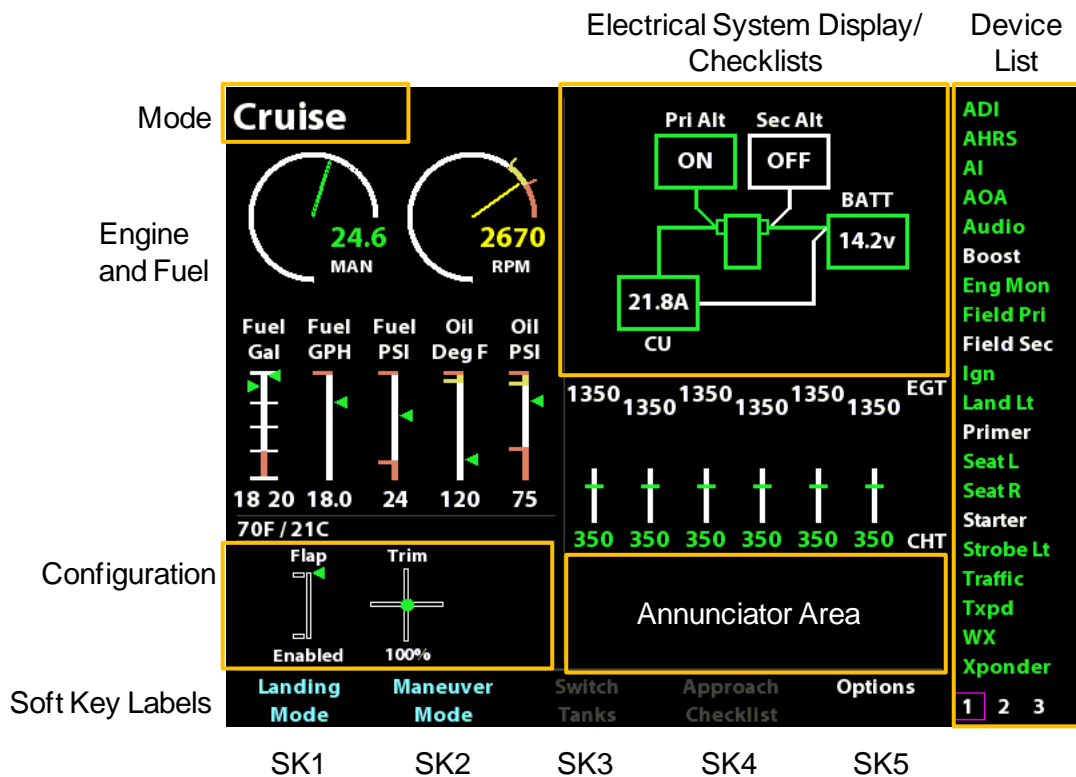 Electrical System Display/
Checklists
Device
List
Mode
Cruise
Engine
and Fuel
24.6
MAN
2670
RPM
Fuel
Gal
Fuel
GPH
Fuel
PSI
Oil
Deg F
Oil
PSI
18 20
18.0
24
120
75
70F / 21C
Pri Alt
Sec Alt
ON
OFF
BATT
14.2v
21.8A
CU
1350
1350
1350
1350
1350
1350
EGT
350
350
350
350
350
350
CHT
Configuration
Flap
Trim
Enabled
100%
Annunciator Area
ADI
AHRS
AI
AOA
Audio
Boost
Eng Mon
Field Pri
Field Sec
Ign
Land Lt
Primer
Seat L
Seat R
Starter
Strobe Lt
Traffic
Txpd
WX
Xponder
1 2 3
Soft Key Labels
Landing
Mode
Maneuver
Mode
Switch
Tanks
Approach
Checklist
Options
SK1
SK2
SK3
SK4
SK5